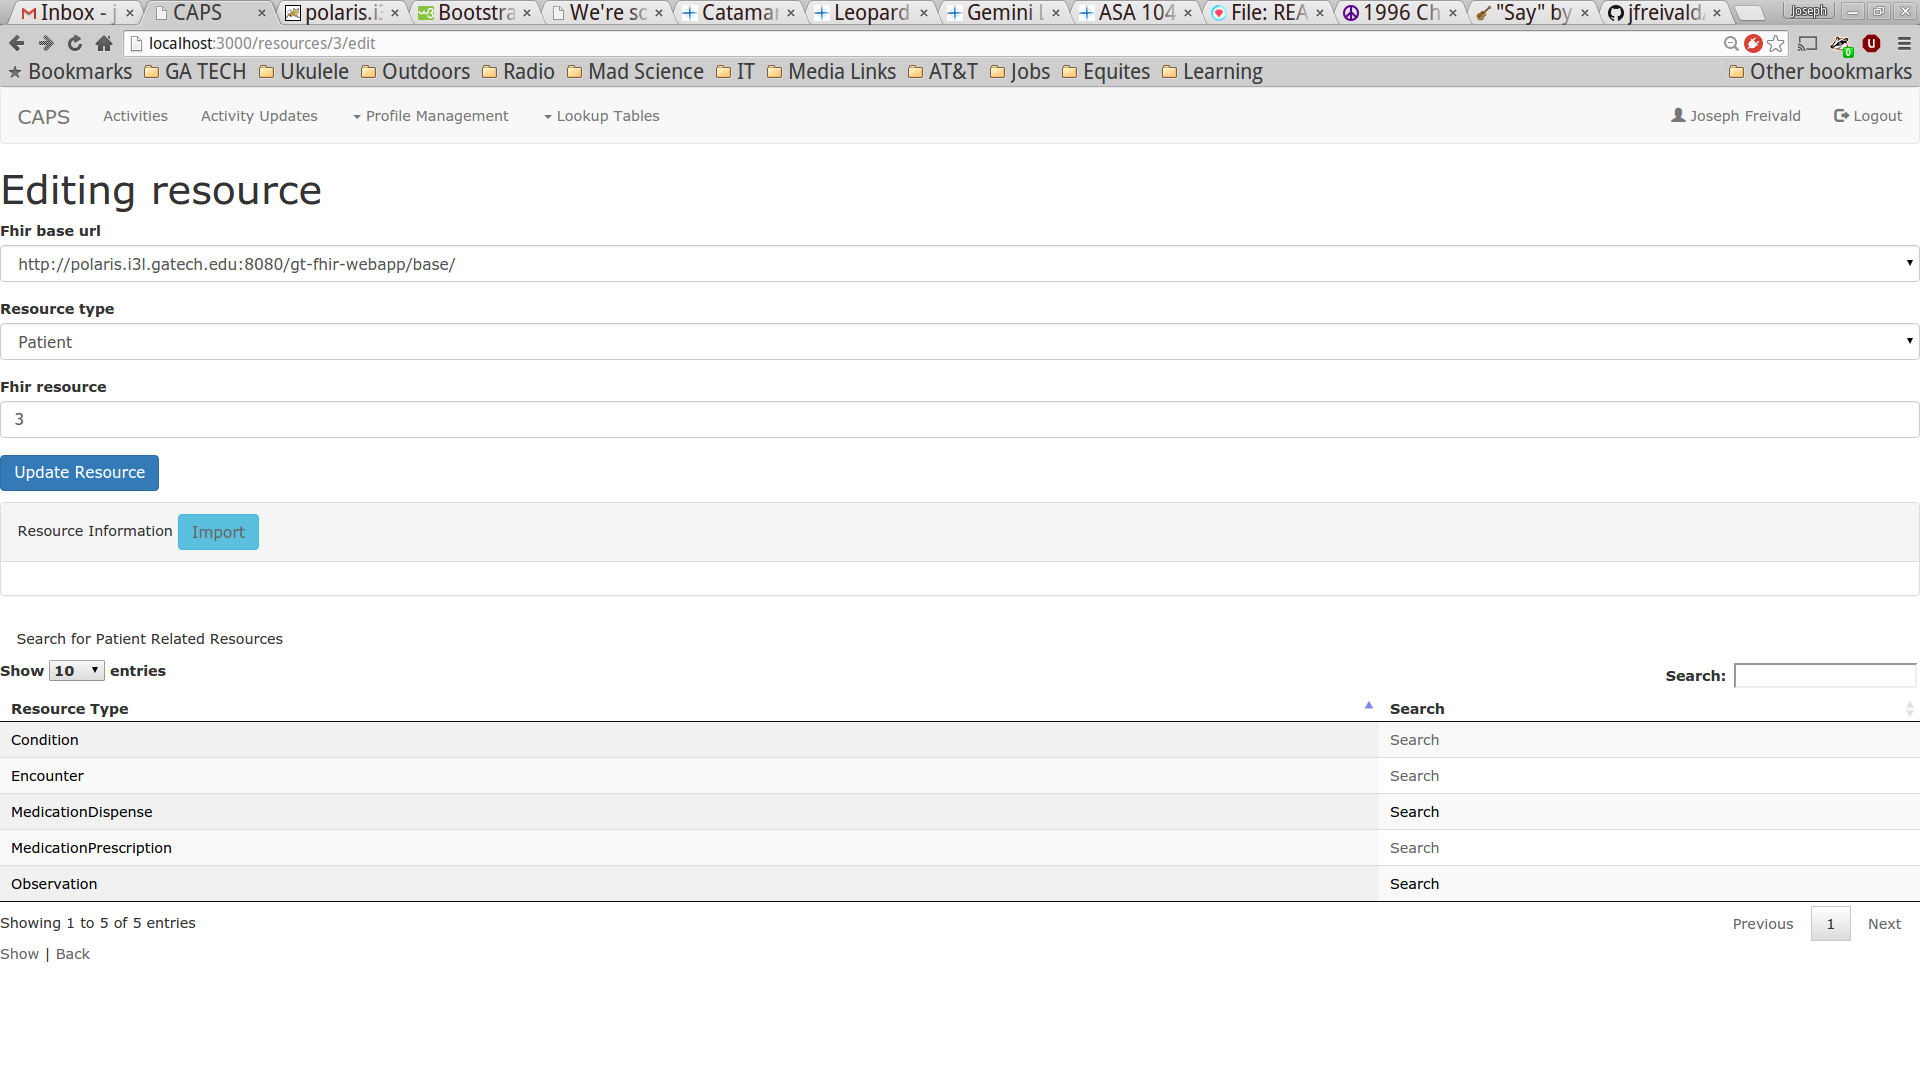 Inbox - j CAPS polaris.i3 Bootstra We're so Catamar Leopard Gemini L ASA 104 File: REA 1996 Ch "Say" by jfreivald Joseph
localhost:3000/resources/3/edit
Bookmarks GA TECH Ukulele Outdoors Radio Mad Science IT Media Links AT&T Jobs Equites Learning Other bookmarks
CAPS Activities Activity Updates Profile Management Lookup Tables Joseph Freivald Logout
Editing resource
Fhir base url
http://polaris.i3l.gatech.edu:8080/gt-fhir-webapp/base/
Resource type
Patient
Fhir resource
3
Update Resource
Resource Information Import
Search for Patient Related Resources
Show 10 entries Search:
Resource Type Search
Condition Search
Encounter Search
MedicationDispense Search
MedicationPrescription Search
Observation Search
Showing 1 to 5 of 5 entries Previous 1 Next
Show | Back